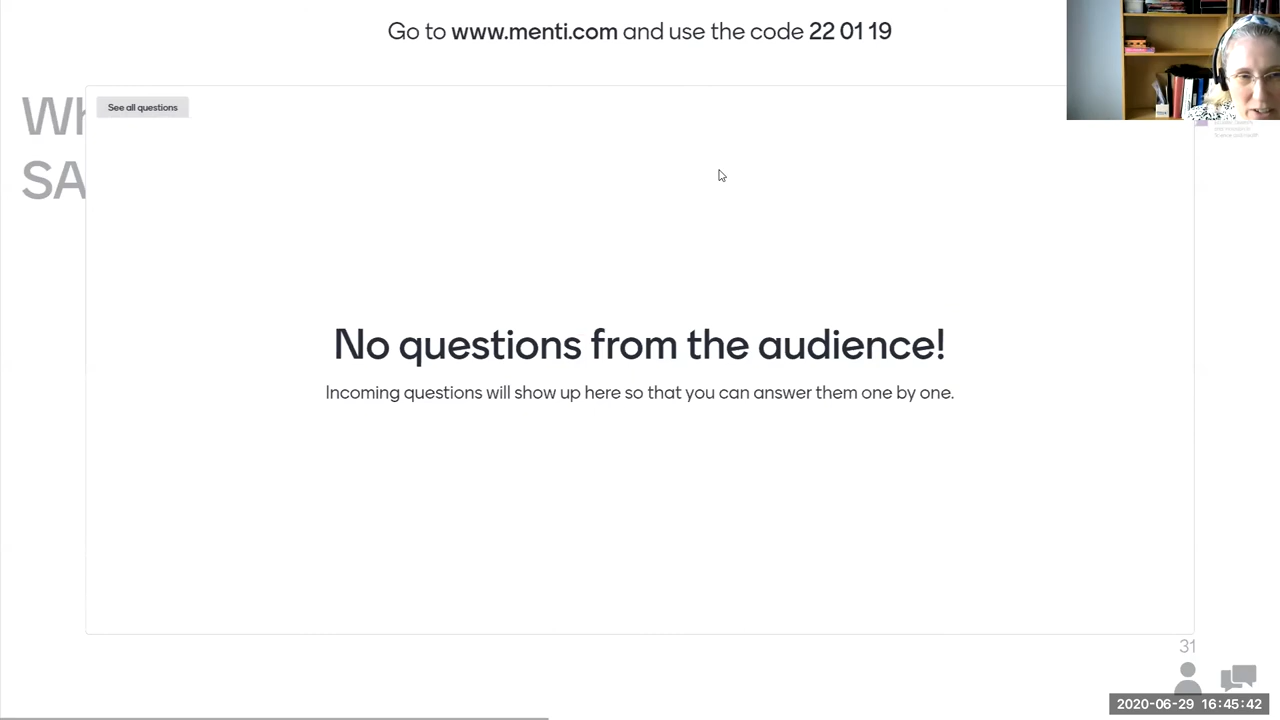 Go to www.menti.com and use the code 22 01 19
Wh
SA
See all questions
No questions from the audience!
Incoming questions will show up here so that you can answer them one by one.
31
2020-06-29 16:45:42